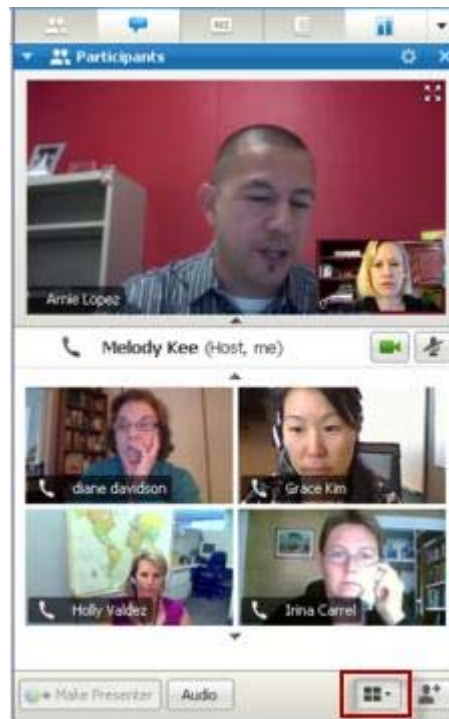 Participants
Arnie Lopez
Melody Kee (Host, me)
diane davidson
Grace Kim
Holly Valdez
Irina Carrel
Make Presenter
Audio